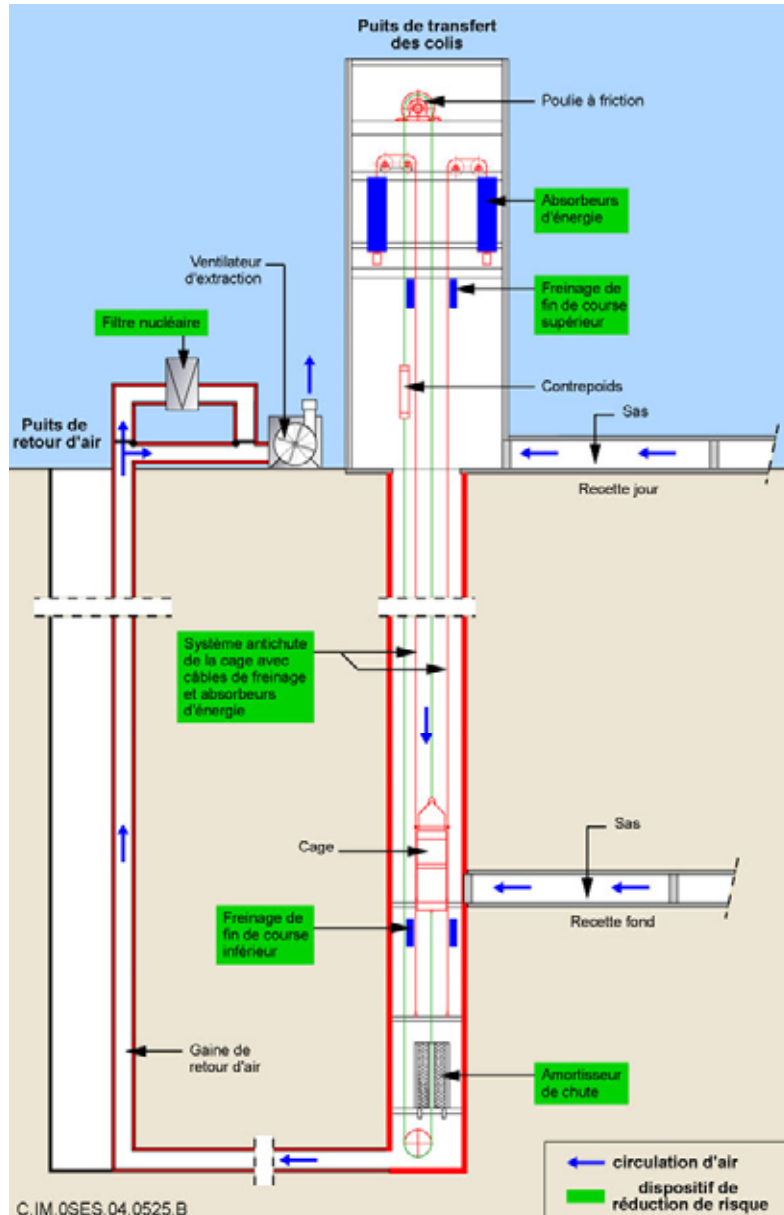 Puits de transfert
des colis
Poulie à friction
Absorbeurs
d'énergie
Ventilateur
d'extraction
Freinage de
fin de course
supérieur
Filtre nucléaire
Contrepoids
Puits de
retour d'air
Sas
Recette jour
Système antichute
de la cage avec
câbles de freinage
et absorbeurs
d'énergie
Sas
Cage
Freinage de
fin de course
inférieur
Recette fond
Gaine de
retour d'air
Amortisseur
de chute
circulation d'air
dispositif de
réduction de risque
C.IM.0SES.04.0525.B